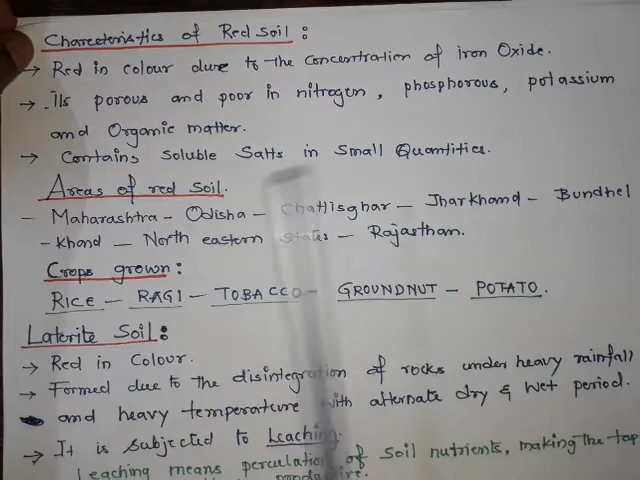 Charecteristics of Red Soil :
→ Red in colour due to the concentration of iron Oxide.
→ Its porous and poor in nitrogen, phosphorous, potassium
and Organic matter.
→ Contains Soluble Salts in Small Quantities.
Areas of red Soil.
- Maharashtra - Odisha - Chattisghar - Jharkhand - Bundhel
- Khand - North eastern States - Rajasthan.
Crops grown :
RICE - RAGI - TOBACCO - GROUNDNUT - POTATO.
Laterite Soil :
→ Red in Colour.
→ Formed due to the disintegration of rocks under heavy rainfall
and heavy temperature with alternate dry & wet period.
→ It is subjected to Leaching.
Leaching means perculation of Soil nutrients, making the top